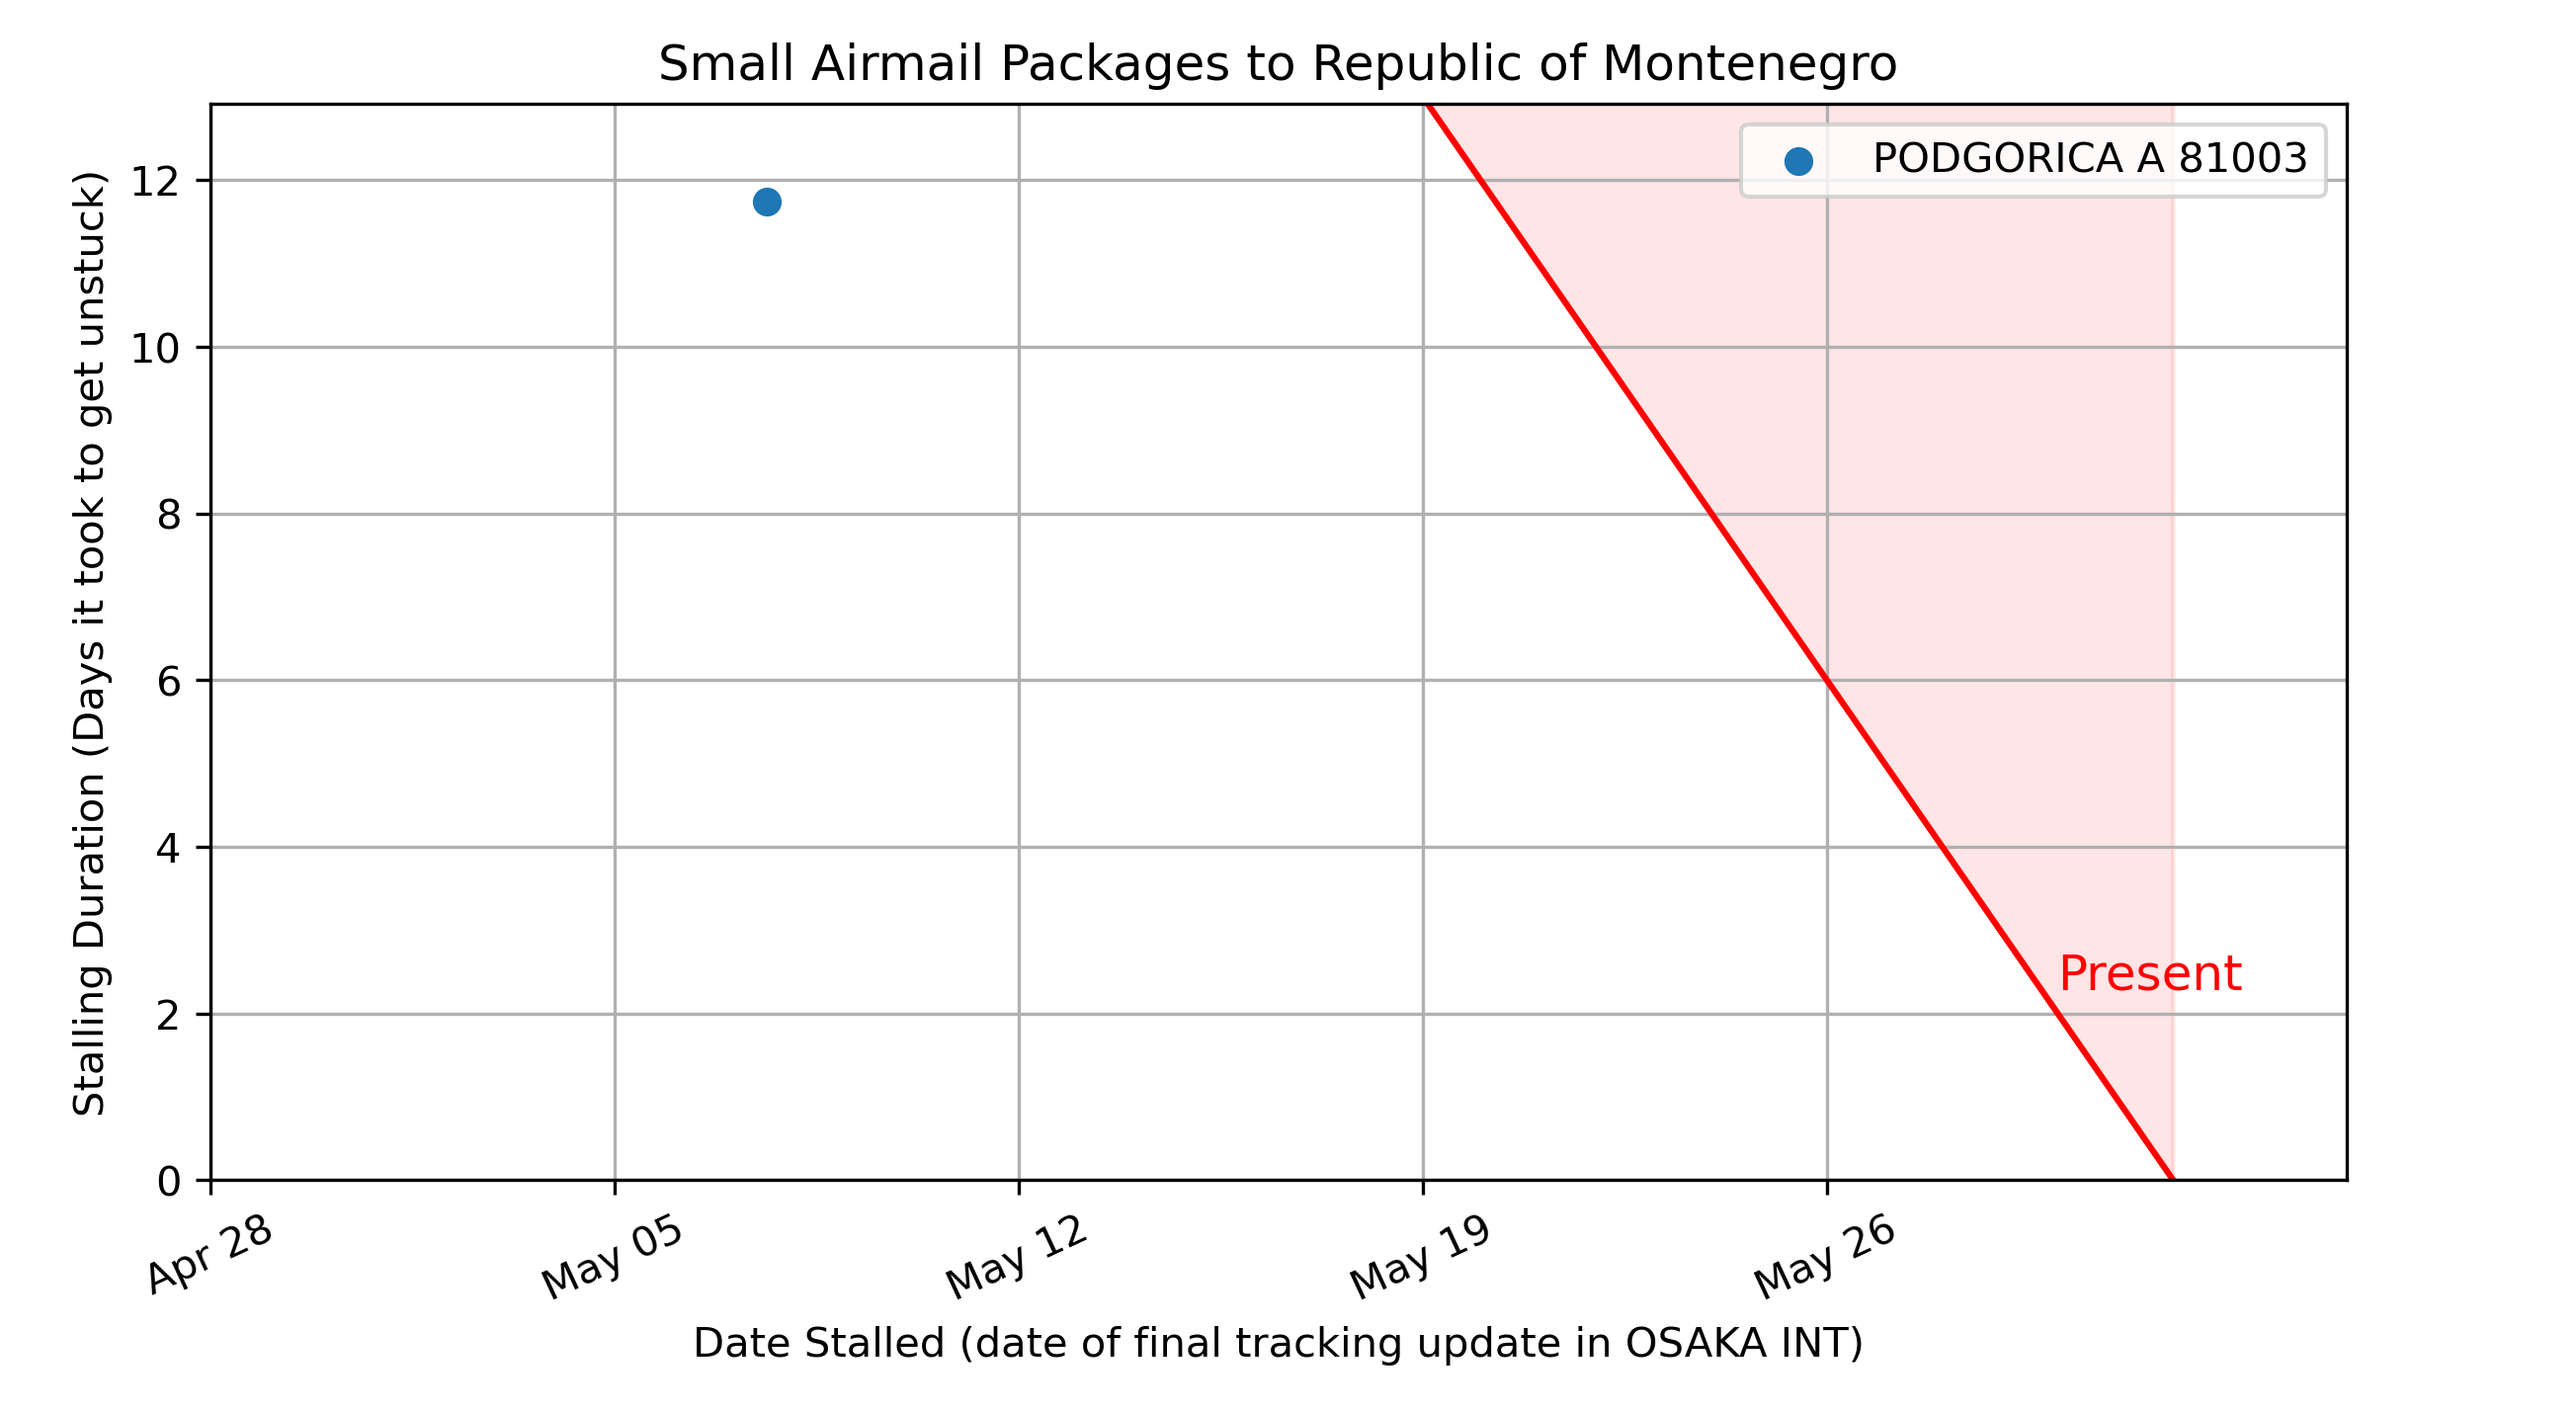 Small Airmail Packages to Republic of Montenegro
PODGORICA A 81003
Stalling Duration (Days it took to get unstuck)
12
10
8
6
4
2
0
Present
Apr 28
May 05
May 12
May 19
May 26
Date Stalled (date of final tracking update in OSAKA INT)